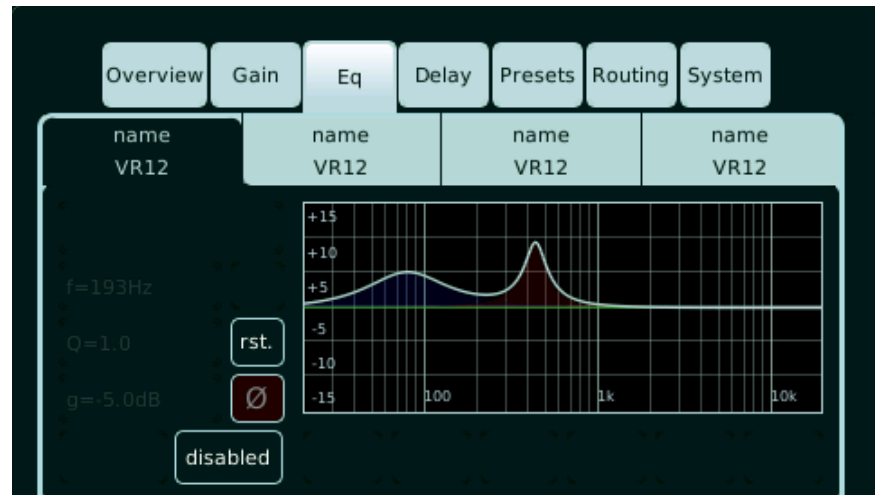 Overview Gain Eq Delay Presets Routing System
name name name name
VR12 VR12 VR12 VR12
+15
+10
f=193Hz +5
-5
Q=1.0 rst.
-10
g=-5.0dB Ø -15 100 1k 10k
disabled